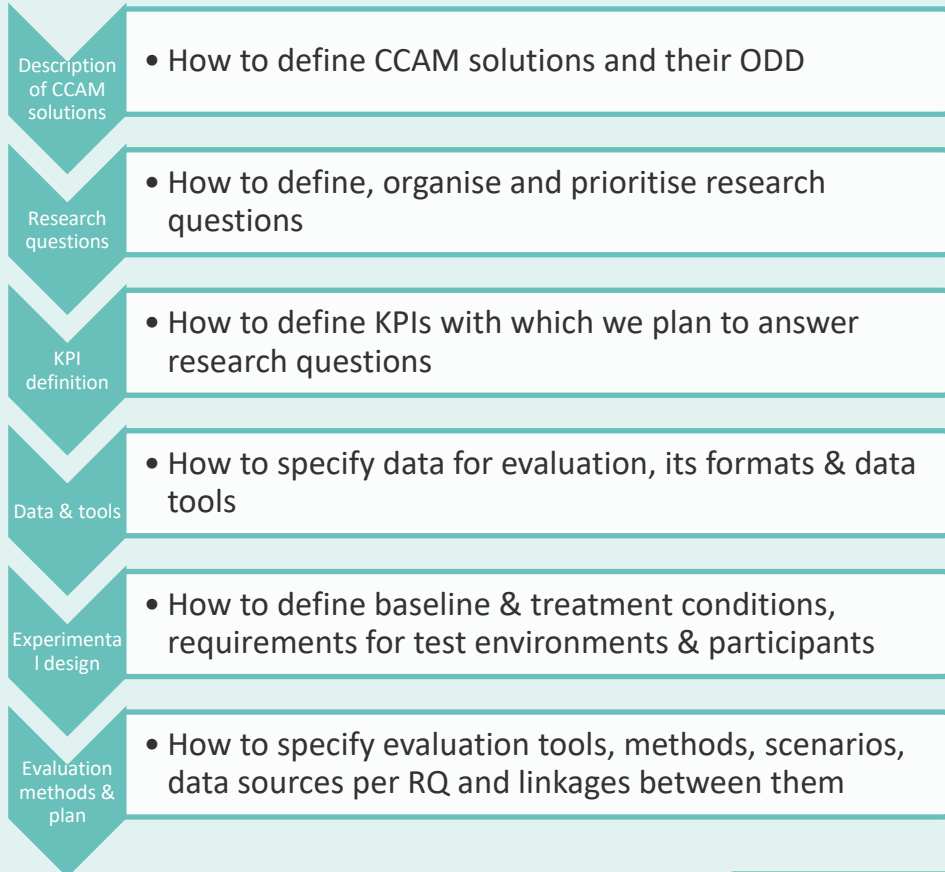 Description
of CCAM
solutions
• How to define CCAM solutions and their ODD
Research
questions
• How to define, organise and prioritise research
questions
KPI
definition
• How to define KPIs with which we plan to answer
research questions
Data & tools
• How to specify data for evaluation, its formats & data
tools
Experimenta
l design
• How to define baseline & treatment conditions,
requirements for test environments & participants
Evaluation
methods &
plan
• How to specify evaluation tools, methods, scenarios,
data sources per RQ and linkages between them